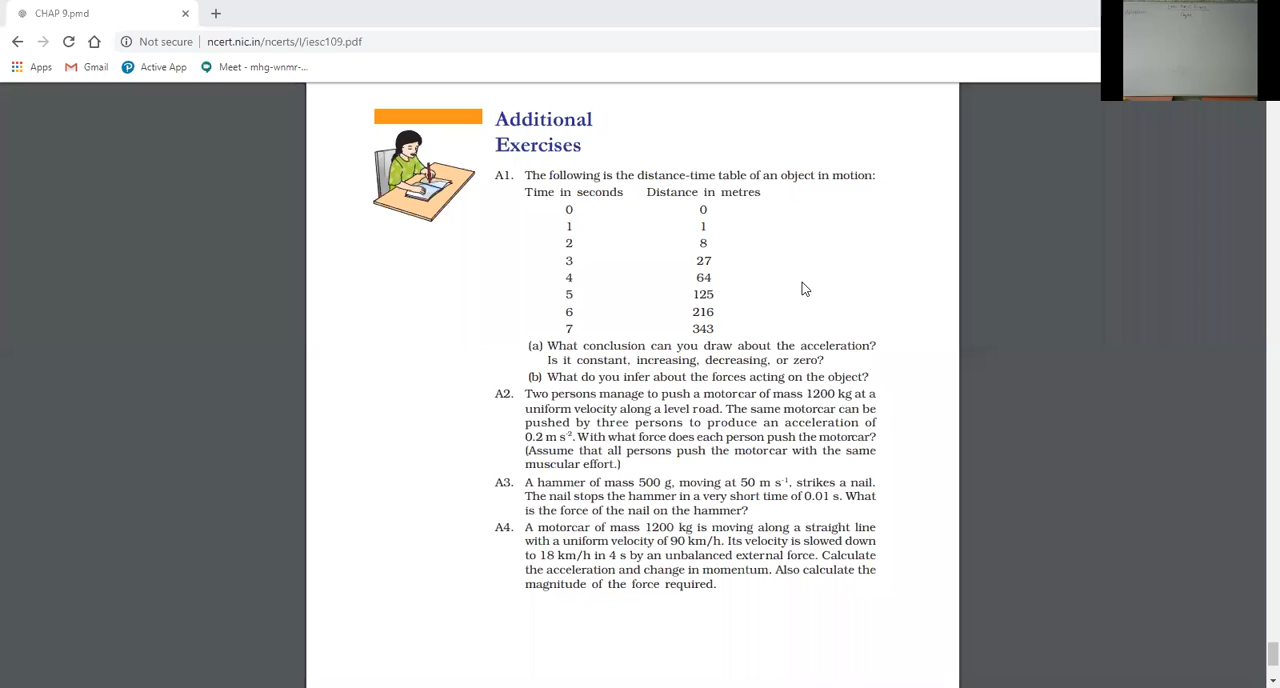 CHAP 9.pmd
Not secure | ncert.nic.in/ncerts/l/iesc109.pdf
Apps Gmail Active App Meet - mhg-wnmr-...
Additional
Exercises
A1. The following is the distance-time table of an object in motion:
Time in seconds Distance in metres
0 0
1 1
2 8
3 27
4 64
5 125
6 216
7 343
(a) What conclusion can you draw about the acceleration?
Is it constant, increasing, decreasing, or zero?
(b) What do you infer about the forces acting on the object?
A2. Two persons manage to push a motorcar of mass 1200 kg at a
uniform velocity along a level road. The same motorcar can be
pushed by three persons to produce an acceleration of
0.2 m s⁻². With what force does each person push the motorcar?
(Assume that all persons push the motorcar with the same
muscular effort.)
A3. A hammer of mass 500 g, moving at 50 m s⁻¹, strikes a nail.
The nail stops the hammer in a very short time of 0.01 s. What
is the force of the nail on the hammer?
A4. A motorcar of mass 1200 kg is moving along a straight line
with a uniform velocity of 90 km/h. Its velocity is slowed down
to 18 km/h in 4 s by an unbalanced external force. Calculate
the acceleration and change in momentum. Also calculate the
magnitude of the force required.